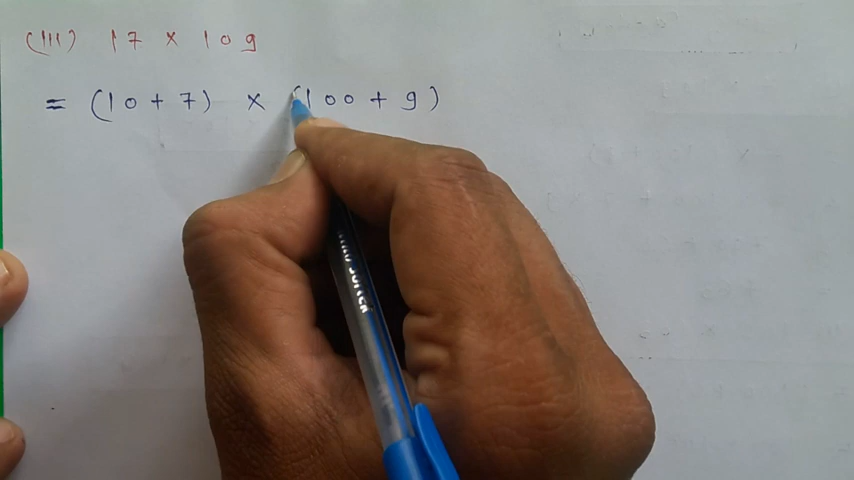 (III) 17 × 109
= (10 + 7) × (100 + 9)